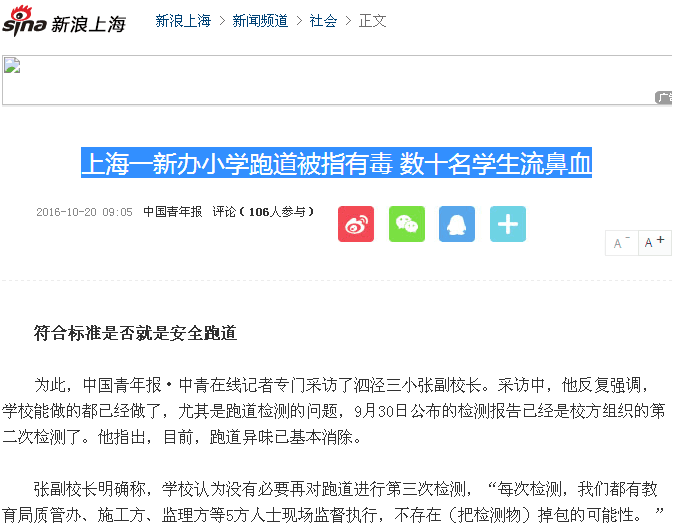 sina 新浪上海
新浪上海 > 新闻频道 > 社会 > 正文
上海一新办小学跑道被指有毒 数十名学生流鼻血
2016-10-20 09:05 中国青年报 评论(106人参与)
A- A+
符合标准是否就是安全跑道
为此，中国青年报·中青在线记者专门采访了泗泾三小张副校长。采访中，他反复强调，
学校能做的都已经做了，尤其是跑道检测的问题，9月30日公布的检测报告已经是校方组织的第
二次检测了。他指出，目前，跑道异味已基本消除。
张副校长明确称，学校认为没有必要再对跑道进行第三次检测，“每次检测，我们都有教
育局质管办、施工方、监理方等5方人士现场监督执行，不存在（把检测物）掉包的可能性。”